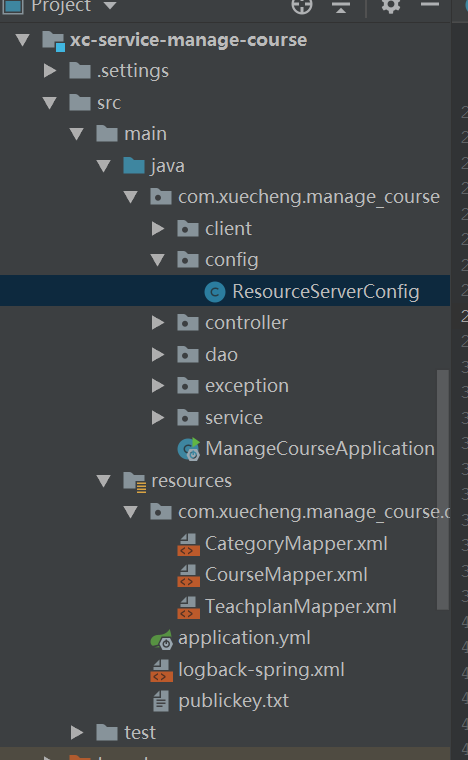 Project
xc-service-manage-course
.settings
src
main
java
com.xuecheng.manage_course
client
config
C ResourceServerConfig
controller
dao
exception
service
ManageCourseApplication
resources
com.xuecheng.manage_course.
CategoryMapper.xml
CourseMapper.xml
TeachplanMapper.xml
application.yml
logback-spring.xml
publickey.txt
test